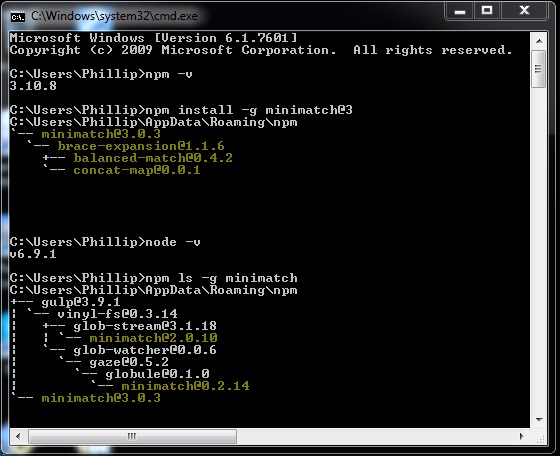 C:\Windows\system32\cmd.exe
Microsoft Windows [Version 6.1.7601]
Copyright (c) 2009 Microsoft Corporation.  All rights reserved.
C:\Users\Phillip>npm -v
3.10.8
C:\Users\Phillip>npm install -g minimatch@3
C:\Users\Phillip\AppData\Roaming\npm
`-- minimatch@3.0.3
  `-- brace-expansion@1.1.6
    +-- balanced-match@0.4.2
    `-- concat-map@0.0.1
C:\Users\Phillip>node -v
v6.9.1
C:\Users\Phillip>npm ls -g minimatch
C:\Users\Phillip\AppData\Roaming\npm
+-- gulp@3.9.1
¦ `-- vinyl-fs@0.3.14
¦   +-- glob-stream@3.1.18
¦   ¦ `-- minimatch@2.0.10
¦   `-- glob-watcher@0.0.6
¦     `-- gaze@0.5.2
¦       `-- globule@0.1.0
¦         `-- minimatch@0.2.14
`-- minimatch@3.0.3